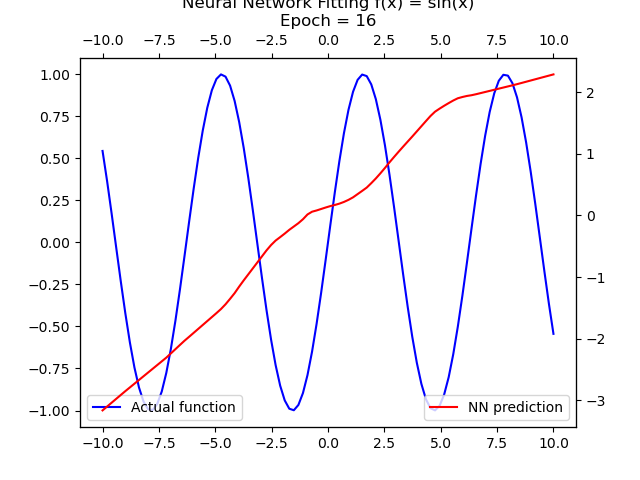 Neural Network Fitting f(x) = sin(x)
Epoch = 16
−10.0 −7.5 −5.0 −2.5 0.0 2.5 5.0 7.5 10.0
1.00
0.75
0.50
0.25
0.00
−0.25
−0.50
−0.75
−1.00
2
1
0
−1
−2
−3
Actual function
NN prediction
−10.0 −7.5 −5.0 −2.5 0.0 2.5 5.0 7.5 10.0